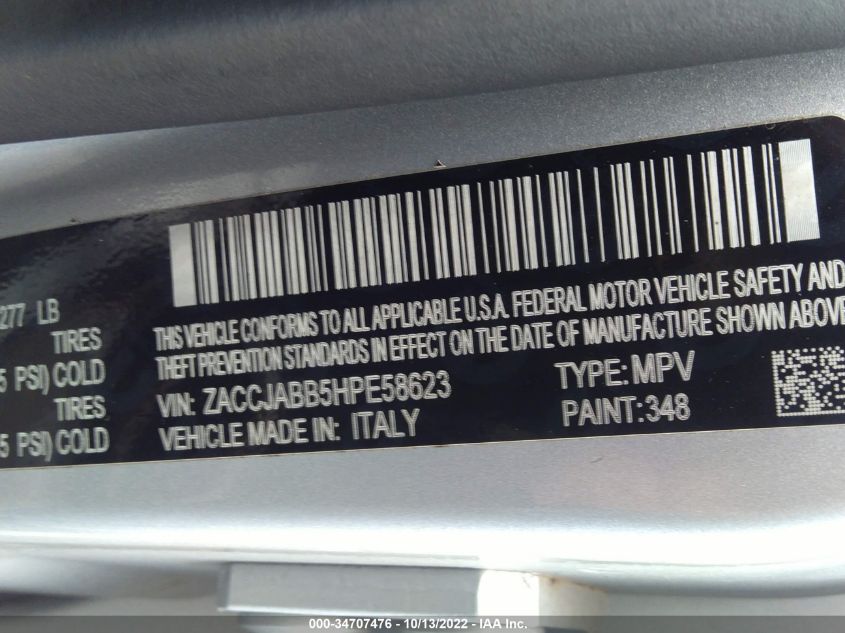 277 LB
TIRES
5 PSI) COLD
TIRES
5 PSI) COLD
THIS VEHICLE CONFORMS TO ALL APPLICABLE U.S.A. FEDERAL MOTOR VEHICLE SAFETY AND
THEFT PREVENTION STANDARDS IN EFFECT ON THE DATE OF MANUFACTURE SHOWN ABOVE
VIN: ZACCJABB5HPE58623
TYPE: MPV
VEHICLE MADE IN: ITALY
PAINT: 348
000-34707476 - 10/13/2022 - IAA Inc.